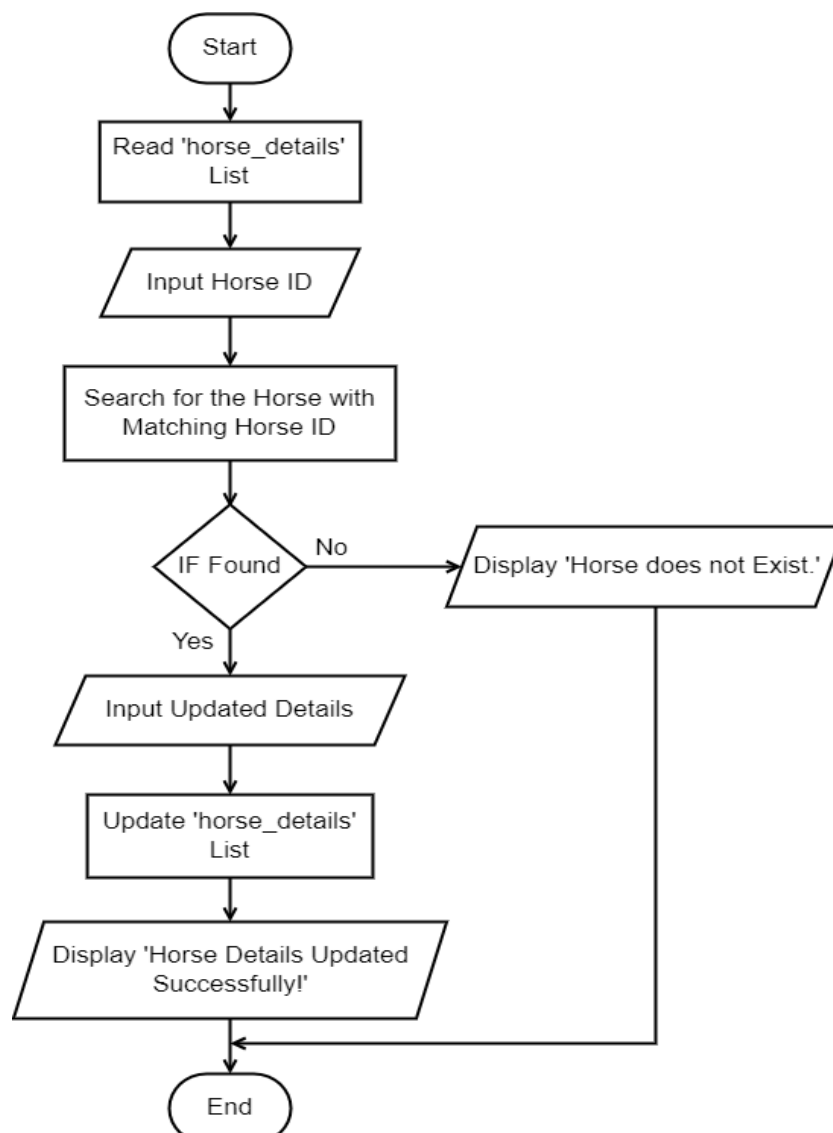 Start
Read 'horse_details'
List
Input Horse ID
Search for the Horse with
Matching Horse ID
IF Found
No
Display 'Horse does not Exist.'
Yes
Input Updated Details
Update 'horse_details'
List
Display 'Horse Details Updated
Successfully!'
End